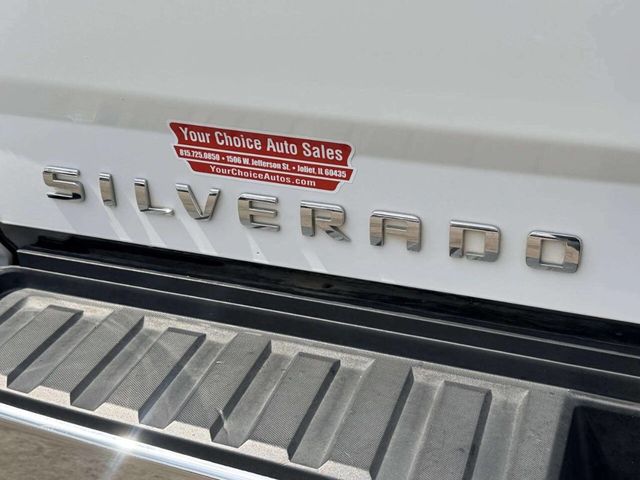 Your Choice Auto Sales
815.725.0850 • 1506 W. Jefferson St. • Joliet, IL 60435
YourChoiceAutos.com
SILVERADO